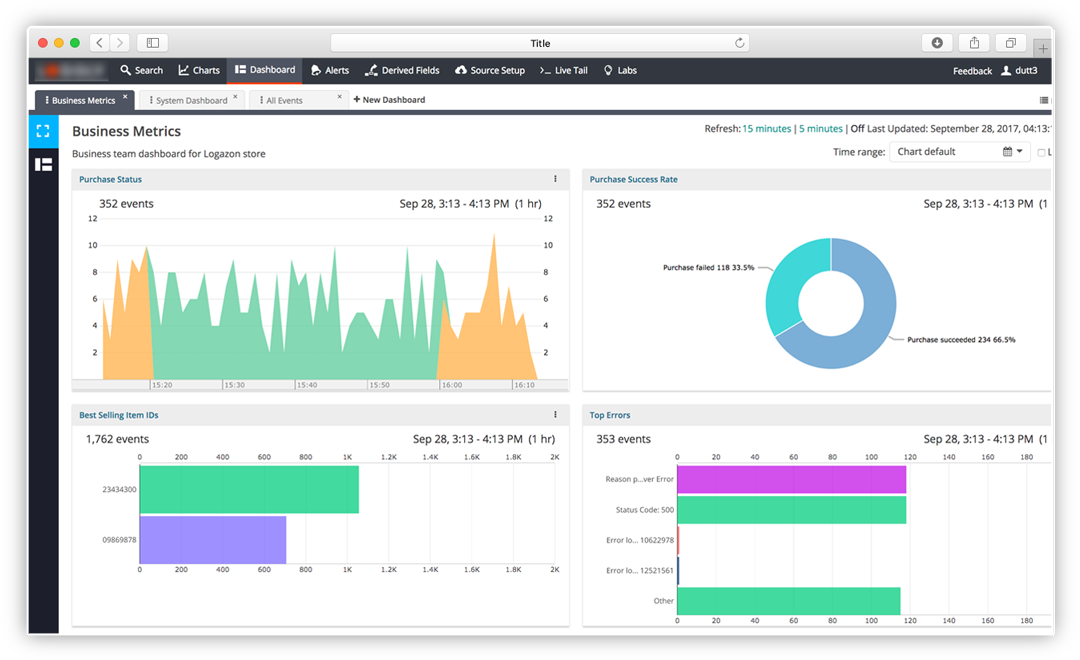 Title
Search Charts Dashboard Alerts Derived Fields Source Setup >_ Live Tail Labs Feedback dutt3
Business Metrics × System Dashboard × All Events × + New Dashboard
Business Metrics
Refresh: 15 minutes | 5 minutes | Off Last Updated: September 28, 2017, 04:13:
Business team dashboard for Logazon store
Time range: Chart default
Purchase Status
352 events Sep 28, 3:13 - 4:13 PM (1 hr)
12 12
10 10
8 8
6 6
4 4
2 2
15:20 15:30 15:40 15:50 16:00 16:10
Purchase Success Rate
352 events Sep 28, 3:13 - 4:13 PM (1
Purchase failed 118 33.5%
Purchase succeeded 234 66.5%
Best Selling Item IDs
1,762 events Sep 28, 3:13 - 4:13 PM (1 hr)
0 200 400 600 800 1K 1.2K 1.4K 1.6K 1.8K 2K
23434300
09869878
0 200 400 600 800 1K 1.2K 1.4K 1.6K 1.8K 2K
Top Errors
353 events Sep 28, 3:13 - 4:13 PM (1
0 20 40 60 80 100 120 140 160 180
Reason p...ver Error
Status Code: 500
Error lo... 10622978
Error lo... 12521561
Other
0 20 40 60 80 100 120 140 160 180